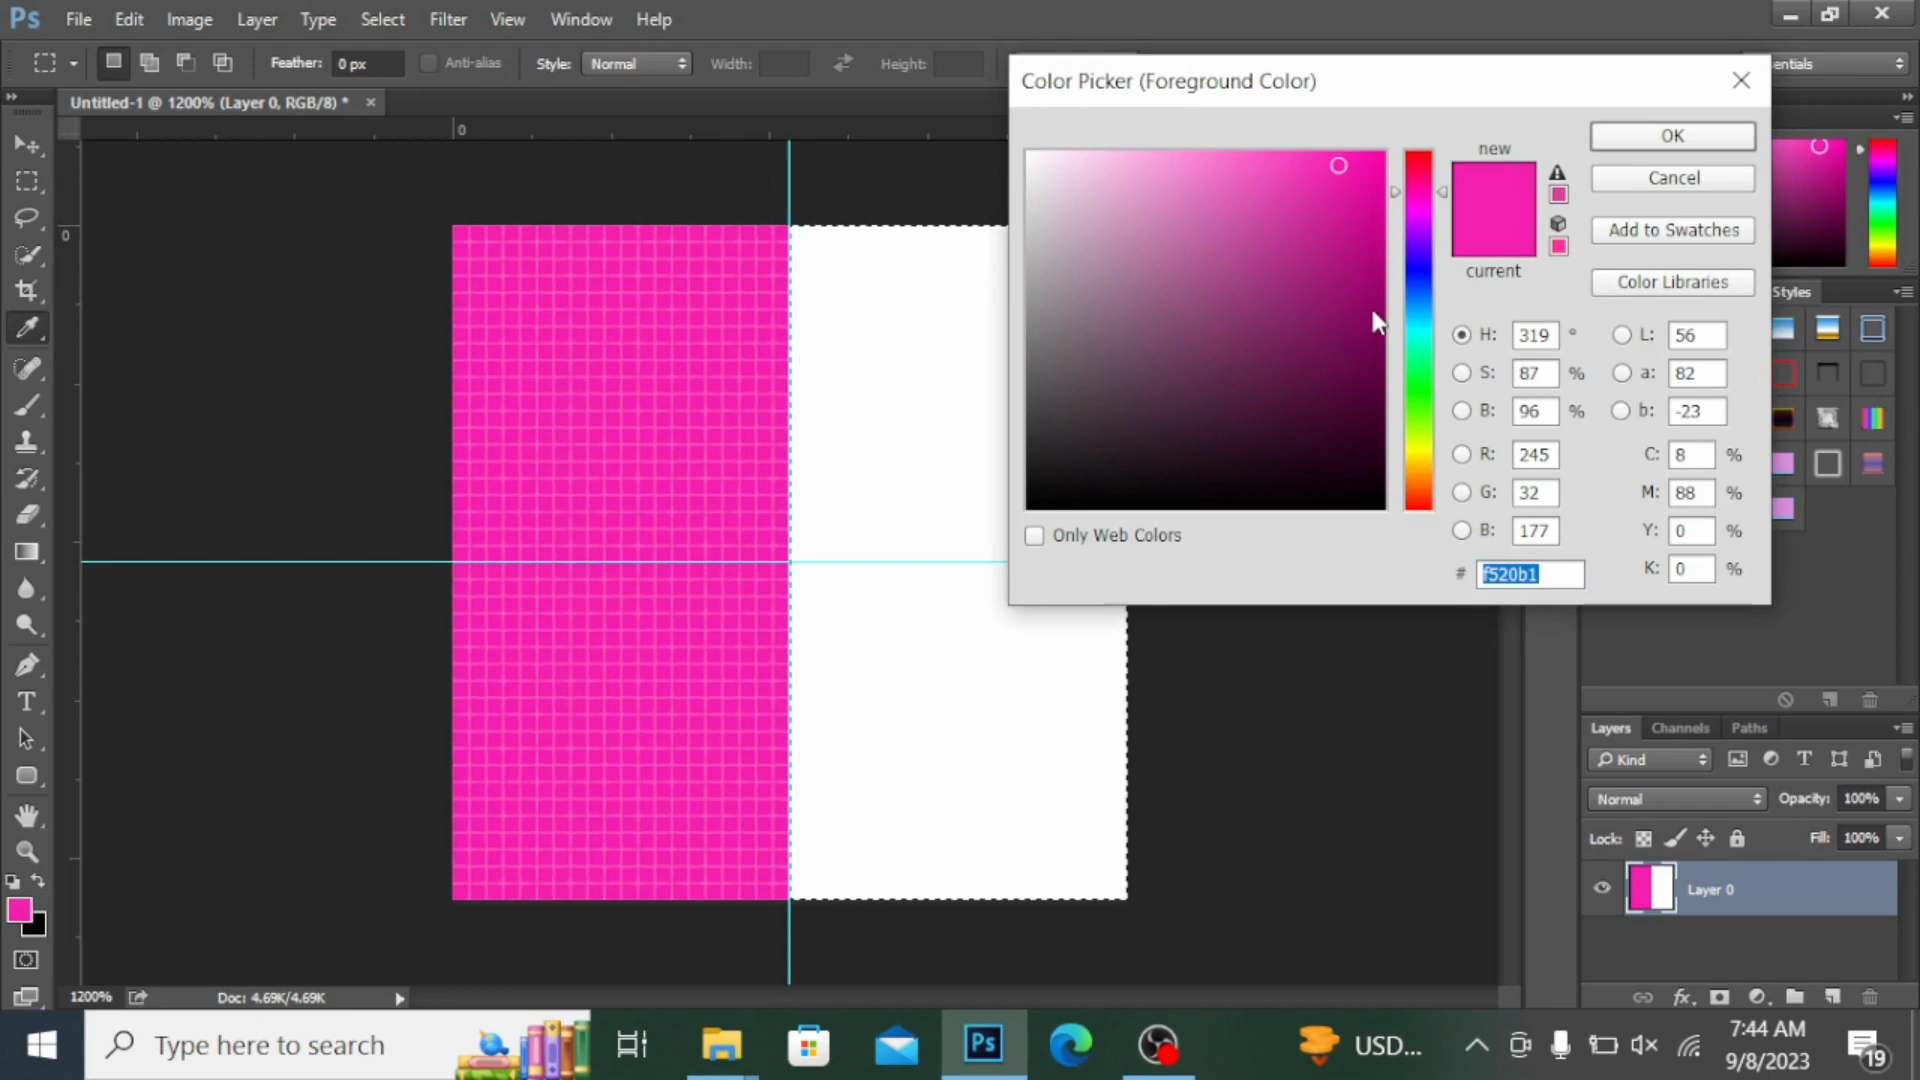 Ps File Edit Image Layer Type Select Filter View Window Help
Feather: 0 px Anti-alias Style: Normal Width: Height: entials
Untitled-1 @ 1200% (Layer 0, RGB/8) * ×
0
0
Color Picker (Foreground Color)
new
current
OK
Cancel
Add to Swatches
Color Libraries
H: 319 ° L: 56
S: 87 % a: 82
B: 96 % b: -23
R: 245 C: 8 %
G: 32 M: 88 %
B: 177 Y: 0 %
# f520b1 K: 0 %
Only Web Colors
Styles
Layers Channels Paths
Kind
Normal Opacity: 100%
Lock: Fill: 100%
Layer 0
fx
1200% Doc: 4.69K/4.69K
Type here to search
Ps
USD...
7:44 AM
9/8/2023
19